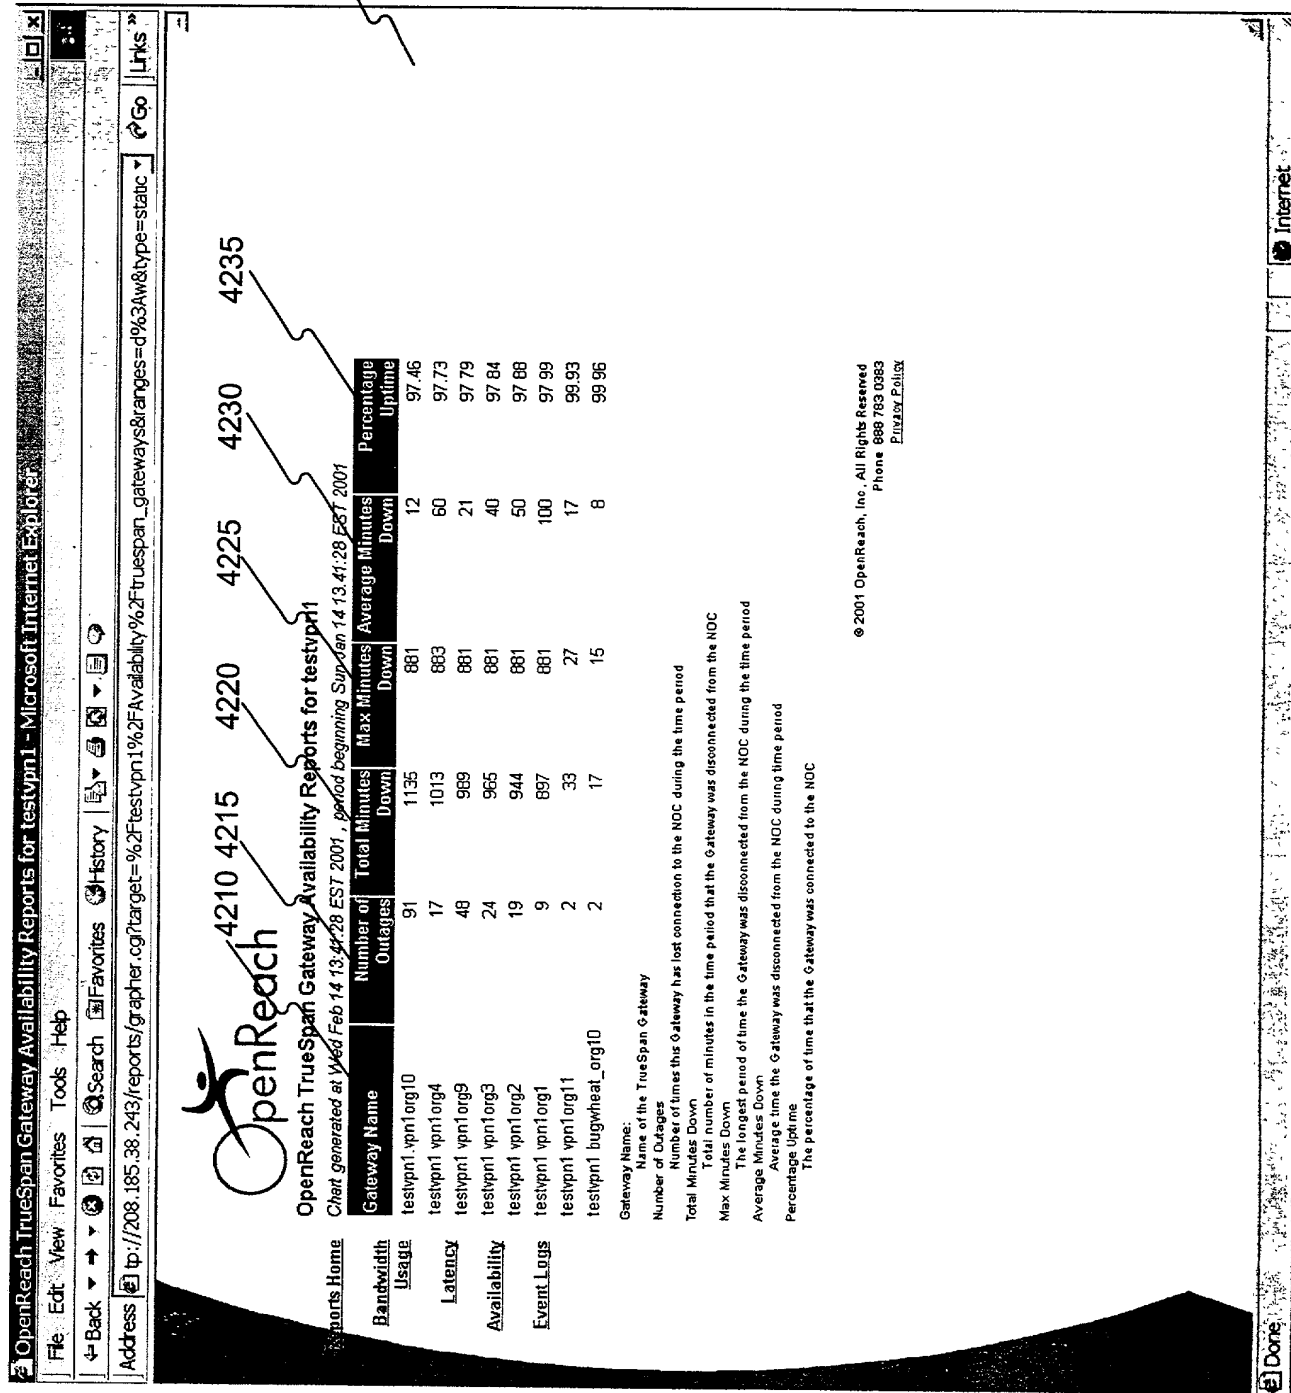 OpenReach TrueSpan Gateway Availability Reports for testvpn1 - Microsoft Internet Explorer
File Edit View Favorites Tools Help
Back Search Favorites History
Address tp://208.185.38.243/reports/grapher.cgi?target=%2Ftestvpn1%2FAvailability%2Ftruespan_gateways&ranges=d%3Aw&type=static Go Links »
4210 4215 4220 4225 4230 4235
OpenReach
OpenReach TrueSpan Gateway Availability Reports for testvpn1
Chart generated at Wed Feb 14 13:41:28 EST 2001 , period beginning Sun Jan 14 13.41:28 EST 2001
ports Home
Bandwidth Usage
Latency
Availability
Event Logs
Gateway Name Number of Outages Total Minutes Down Max Minutes Down Average Minutes Down Percentage Uptime
testvpn1.vpn1org10 91 1135 881 12 97.46
testvpn1 vpn1org4 17 1013 883 60 97.73
testvpn1 vpn1org9 48 989 881 21 97 79
testvpn1 vpn1org3 24 965 881 40 97 84
testvpn1 vpn1org2 19 944 881 50 97 88
testvpn1 vpn1org1 9 897 881 100 97 99
testvpn1 vpn1org11 2 33 27 17 99.93
testvpn1 bugwheat_org10 2 17 15 8 99 96
Gateway Name:
Name of the TrueSpan Gateway
Number of Outages
Number of times this Gateway has lost connection to the NOC during the time period
Total Minutes Down
Total number of minutes in the time period that the Gateway was disconnected from the NOC
Max Minutes Down
The longest period of time the Gateway was disconnected from the NOC during the time period
Average Minutes Down
Average time the Gateway was disconnected from the NOC during time period
Percentage Uptime
The percentage of time that the Gateway was connected to the NOC
© 2001 OpenReach, Inc, All Rights Reserved
Phone 888 783 0383
Privacy Policy
Done Internet